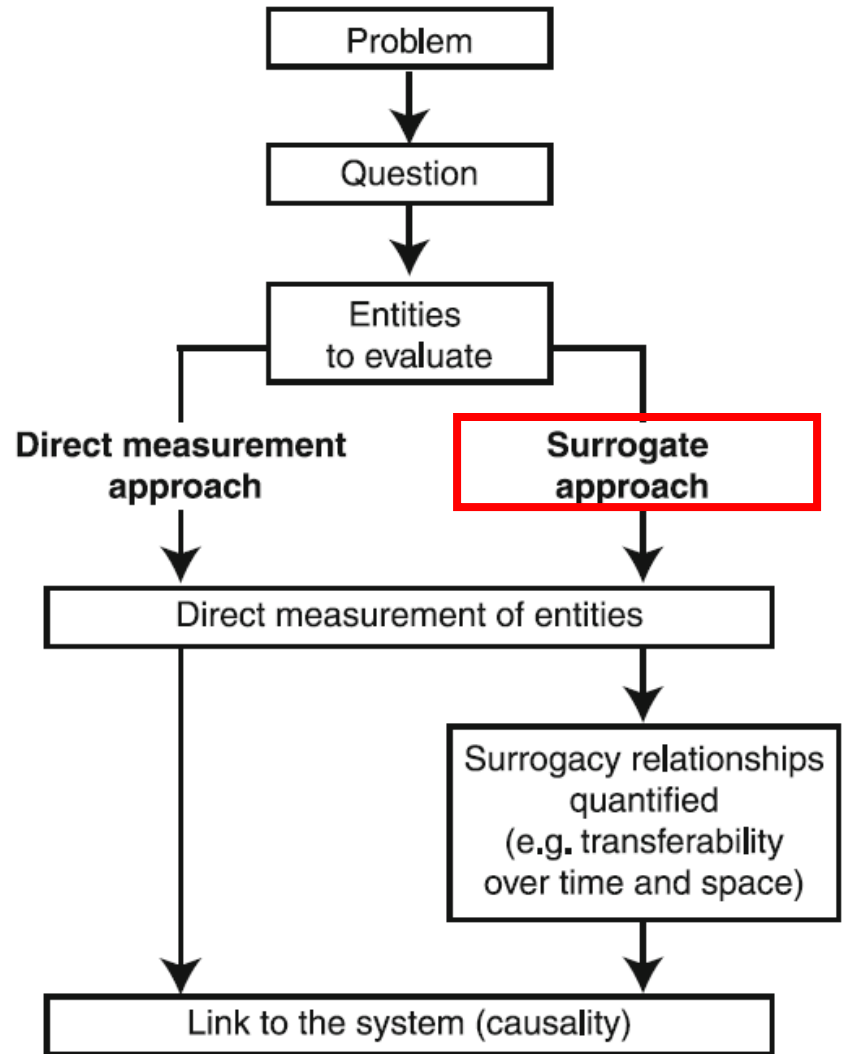 Problem
Question
Entities
to evaluate
Direct measurement
approach
Surrogate
approach
Direct measurement of entities
Surrogacy relationships
quantified
(e.g. transferability
over time and space)
Link to the system (causality)